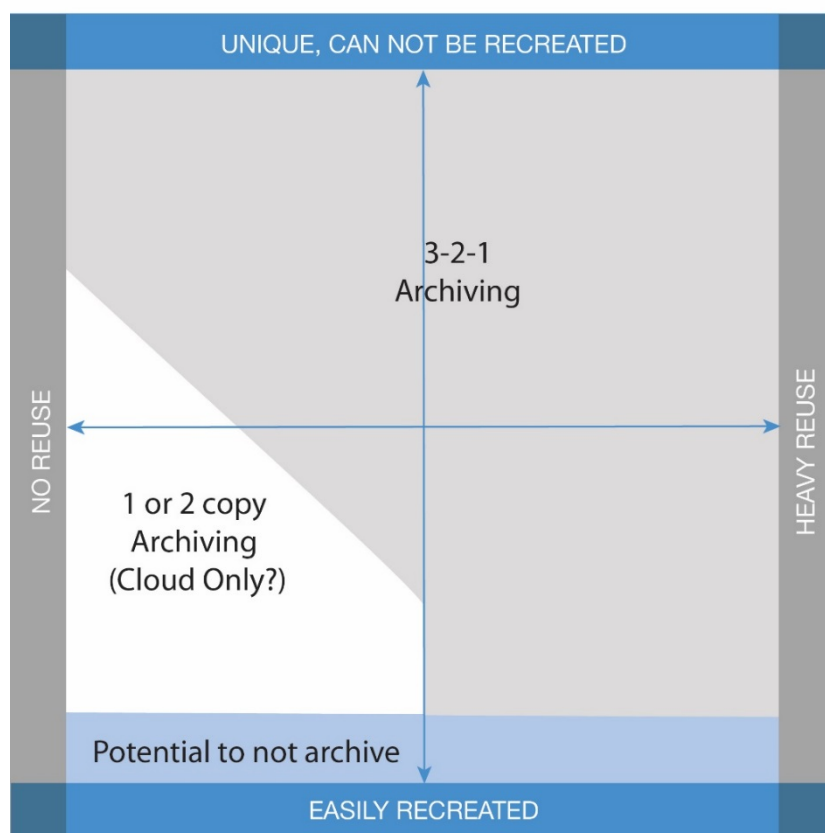 UNIQUE, CAN NOT BE RECREATED
3-2-1
Archiving
NO REUSE
HEAVY REUSE
1 or 2 copy
Archiving
(Cloud Only?)
Potential to not archive
EASILY RECREATED